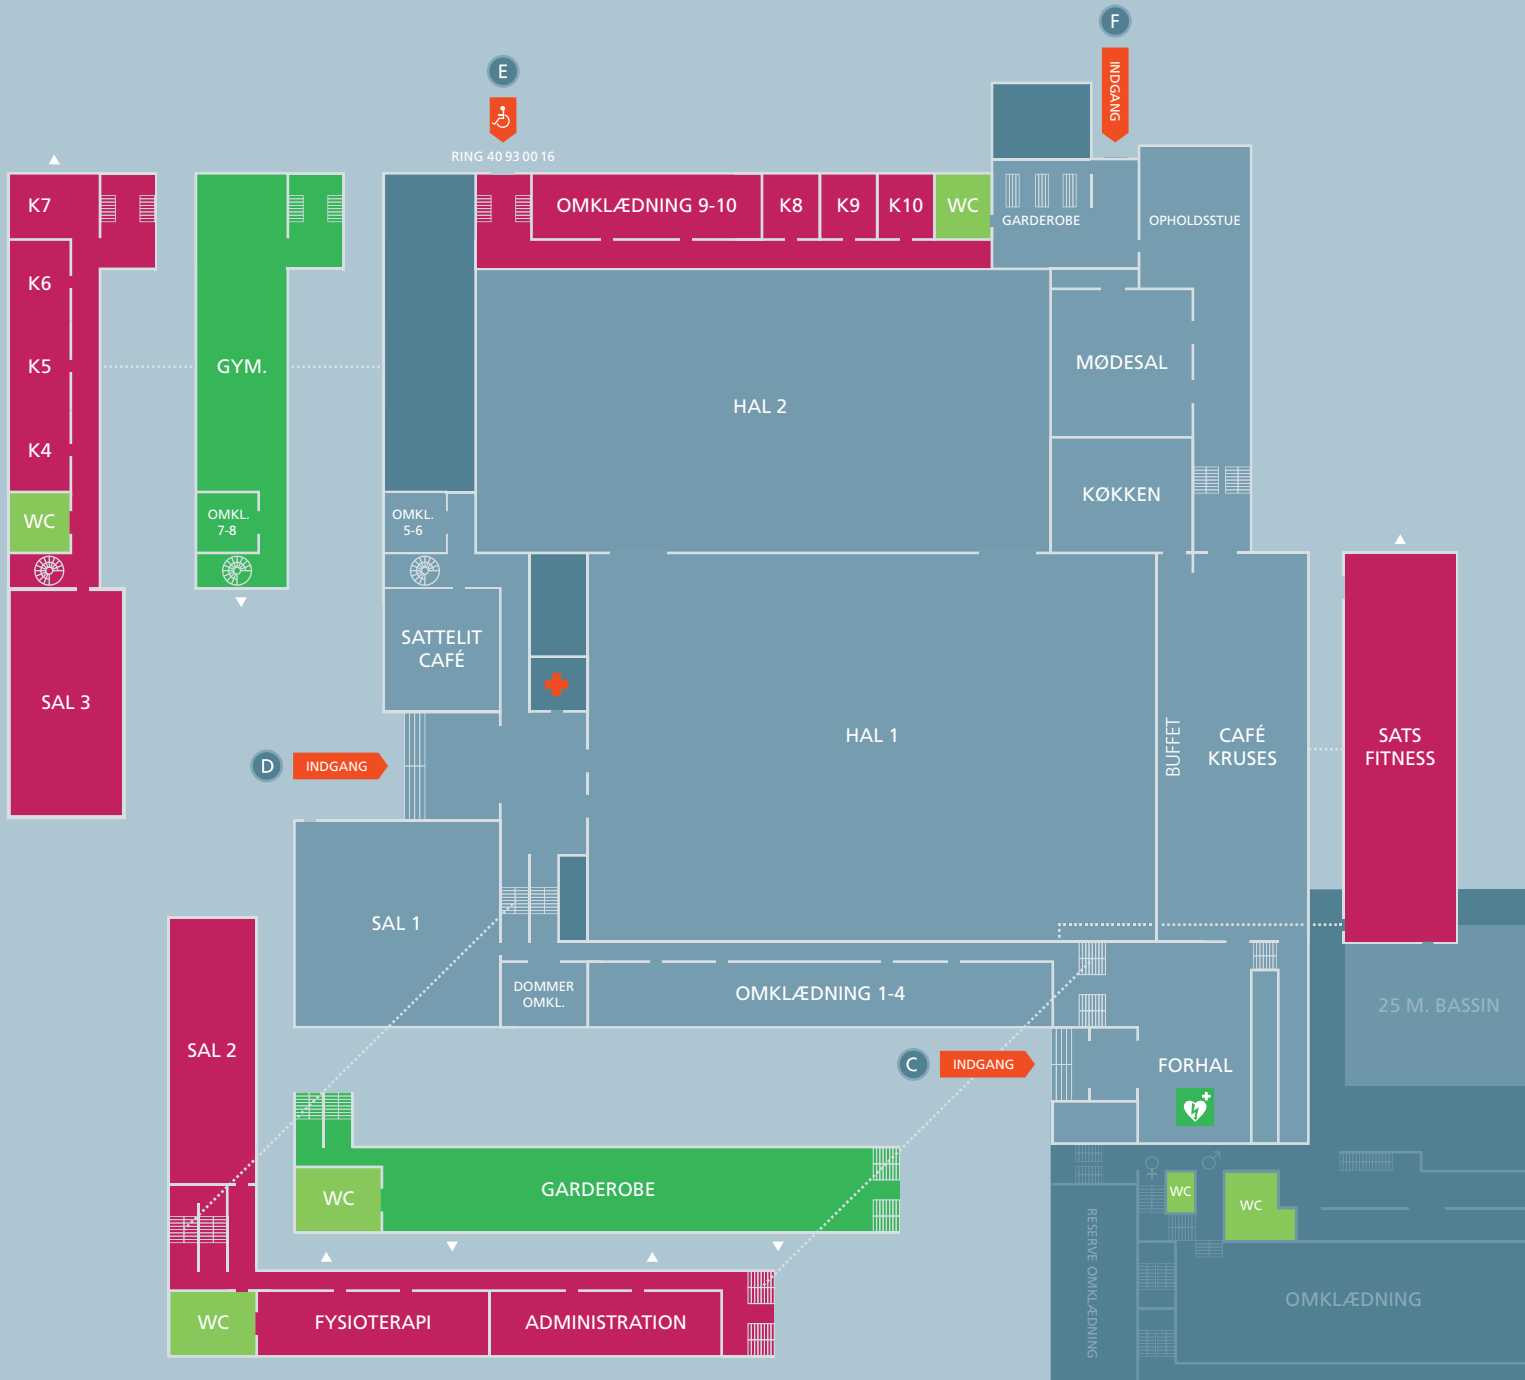 F
INDGANG
E
RING 40 93 00 16
K7
K6
K5
K4
WC
SAL 3
GYM.
OMKL.
7-8
OMKLÆDNING 9-10
K8
K9
K10
WC
GARDEROBE
OPHOLDSSTUE
HAL 2
MØDESAL
KØKKEN
OMKL.
5-6
SATTELIT
CAFÉ
HAL 1
BUFFET
CAFÉ
KRUSES
SATS
FITNESS
D
INDGANG
SAL 1
DOMMER
OMKL.
OMKLÆDNING 1-4
25 M. BASSIN
C
INDGANG
FORHAL
SAL 2
WC
GARDEROBE
WC
WC
RESERVE OMKLÆDNING
OMKLÆDNING
WC
FYSIOTERAPI
ADMINISTRATION